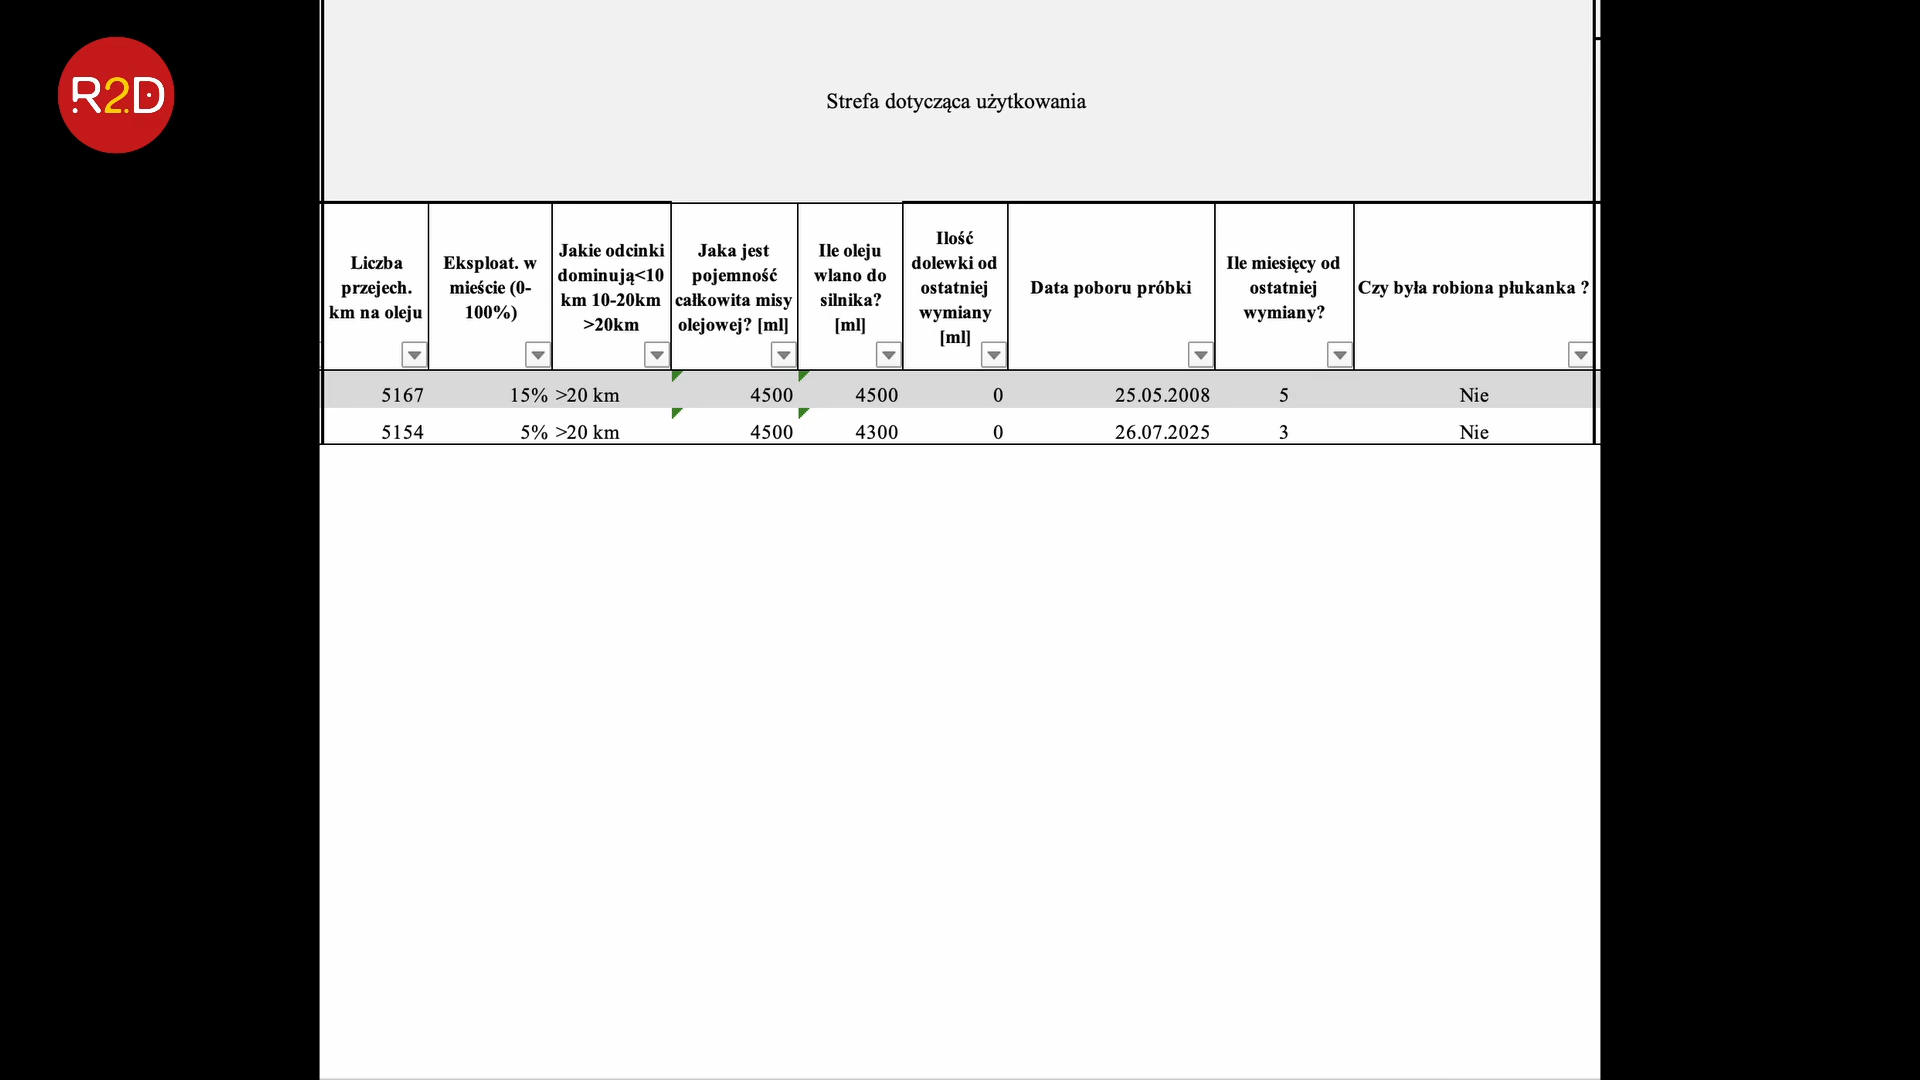 R2D
Strefa dotycząca użytkowania
Liczba
przejech.
km na oleju
Eksploat. w
mieście (0-
100%)
Jakie odcinki
dominują<10
km 10-20km
>20km
Jaka jest
pojemność
całkowita misy
olejowej? [ml]
Ile oleju
wlano do
silnika?
[ml]
Ilość
dolewki od
ostatniej
wymiany
[ml]
Data poboru próbki
Ile miesięcy od
ostatniej
wymiany?
Czy była robiona płukanka ?
5167 15% >20 km 4500 4500 0 25.05.2008 5 Nie
5154 5% >20 km 4500 4300 0 26.07.2025 3 Nie